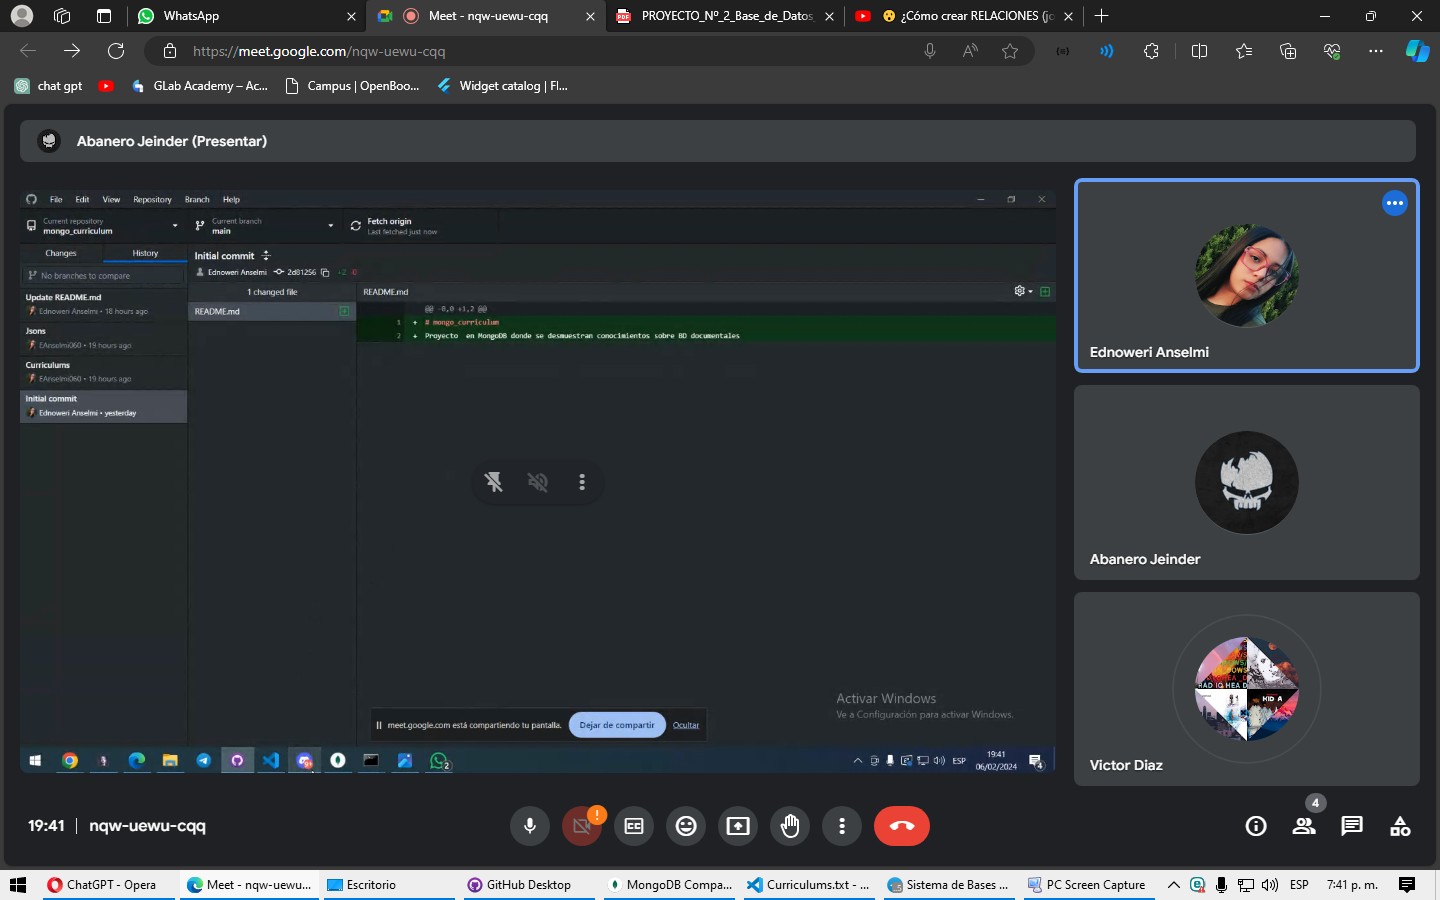 WhatsApp
Meet - nqw-uewu-cqq
PROYECTO_Nº_2_Base_de_Datos_
¿Cómo crear RELACIONES (jo
https://meet.google.com/nqw-uewu-cqq
chat gpt
GLab Academy – Ac...
Campus | OpenBoo...
Widget catalog | Fl...
Abanero Jeinder (Presentar)
File Edit View Repository Branch Help
Current repository
mongo_curriculum
Current branch
main
Fetch origin
Last fetched just now
Changes
History
No branches to compare
Update README.md
Ednoweri Anselmi • 18 hours ago
Jsons
EAnselmi060 • 19 hours ago
Curriculums
EAnselmi060 • 19 hours ago
Initial commit
Ednoweri Anselmi • yesterday
Initial commit
Ednoweri Anselmi
2d81256
+2
1 changed file
README.md
README.md
@@ -0,0 +1,2 @@
1 + # mongo_curriculum
2 + Proyecto en MongoDB donde se desmuestran conocimientos sobre BD documentales
Activar Windows
Ve a Configuración para activar Windows.
meet.google.com está compartiendo tu pantalla.
Dejar de compartir
Ocultar
2
ESP
19:41
06/02/2024
4
Ednoweri Anselmi
Abanero Jeinder
RADIOHEAD
KID A
Victor Diaz
19:41
nqw-uewu-cqq
4
ChatGPT - Opera
Meet - nqw-uewu...
Escritorio
GitHub Desktop
MongoDB Compa...
Curriculums.txt - ...
Sistema de Bases ...
PC Screen Capture
ESP
7:41 p. m.